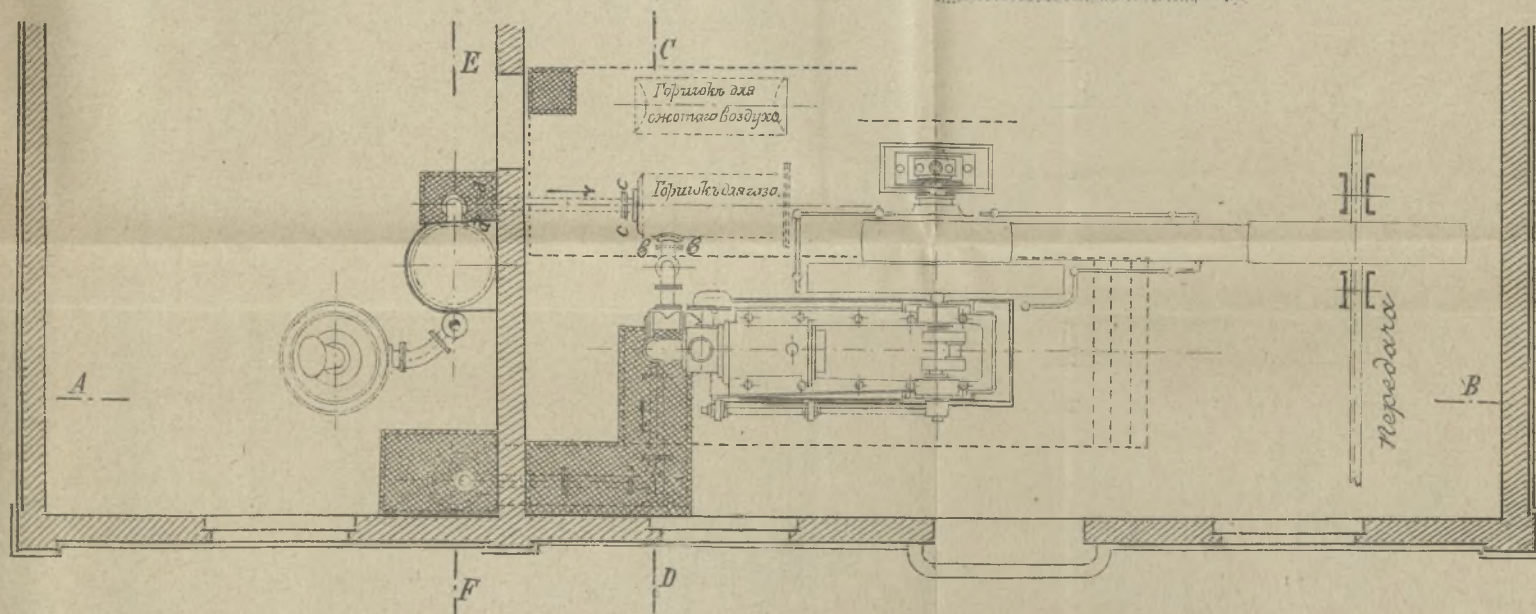 E
C
Горшокъ для
сжатаго воздуха
Горшокъ для газа.
c
c
a
a
в в
A
B
Передача
F
D